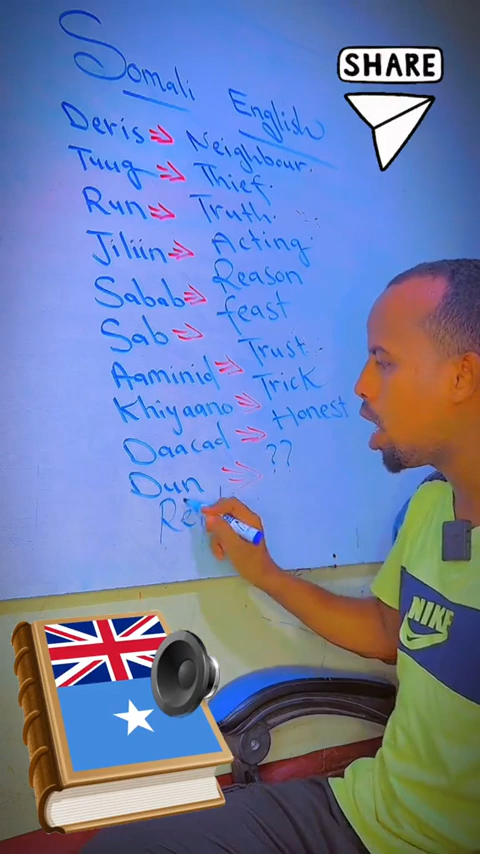 SHARE
Somali English
Deris ⇒ Neighbour.
Tuug ⇒ Thief.
Run ⇒ Truth.
Jiliin ⇒ Acting
Sabab ⇒ Reason
Sab ⇒ feast
Aaminid ⇒ Trust
Khiyaano ⇒ Trick
Daacad ⇒ Honest
Dun ⇒ ??
Re
NIKE